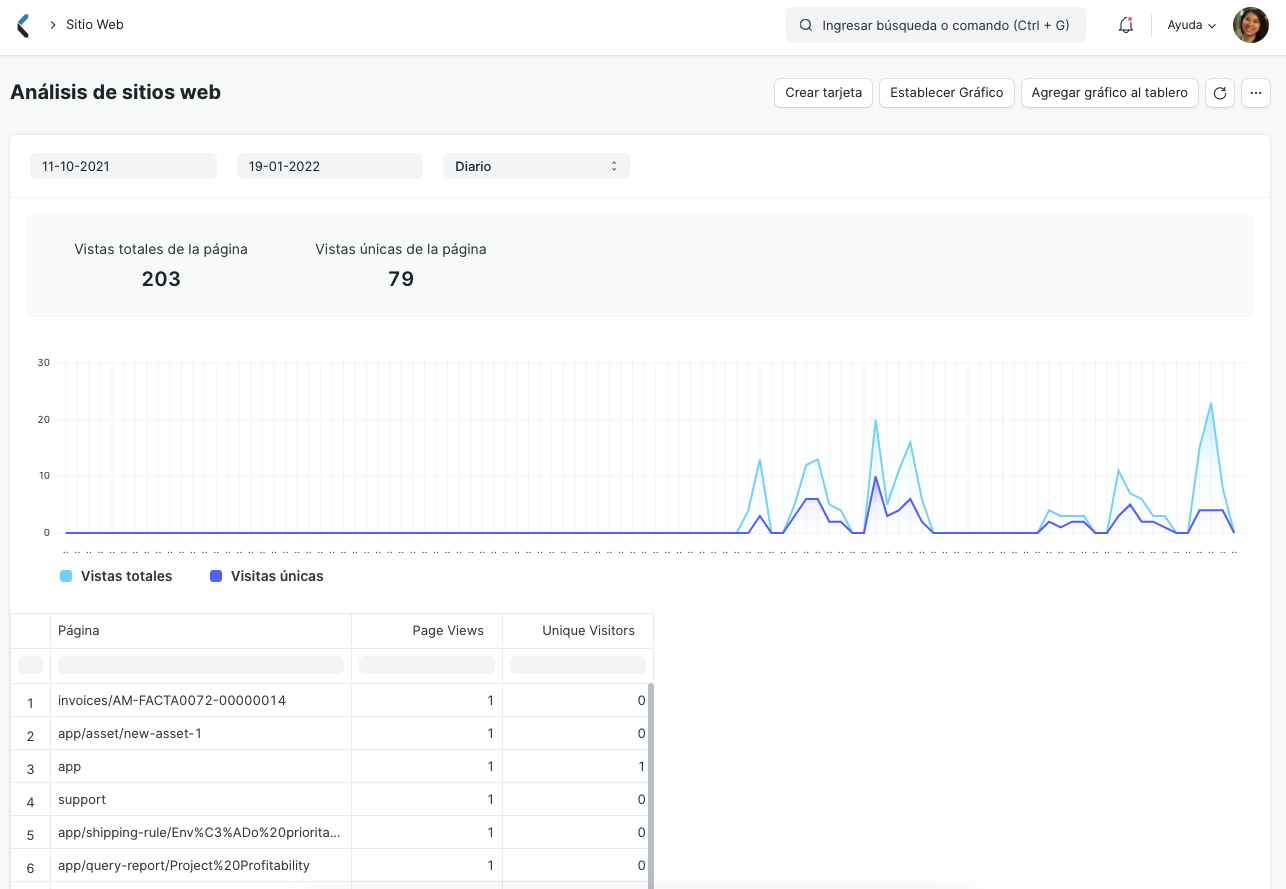 Sitio Web
Ingresar búsqueda o comando (Ctrl + G)
Ayuda
Análisis de sitios web
Crear tarjeta
Establecer Gráfico
Agregar gráfico al tablero
...
11-10-2021
19-01-2022
Diario
Vistas totales de la página
Vistas únicas de la página
203
79
30
20
10
0
Vistas totales
Visitas únicas
Página Page Views Unique Visitors
1 invoices/AM-FACTA0072-00000014 1 0
2 app/asset/new-asset-1 1 0
3 app 1 1
4 support 1 0
5 app/shipping-rule/Env%C3%ADo%20priorita... 1 0
6 app/query-report/Project%20Profitability 1 0